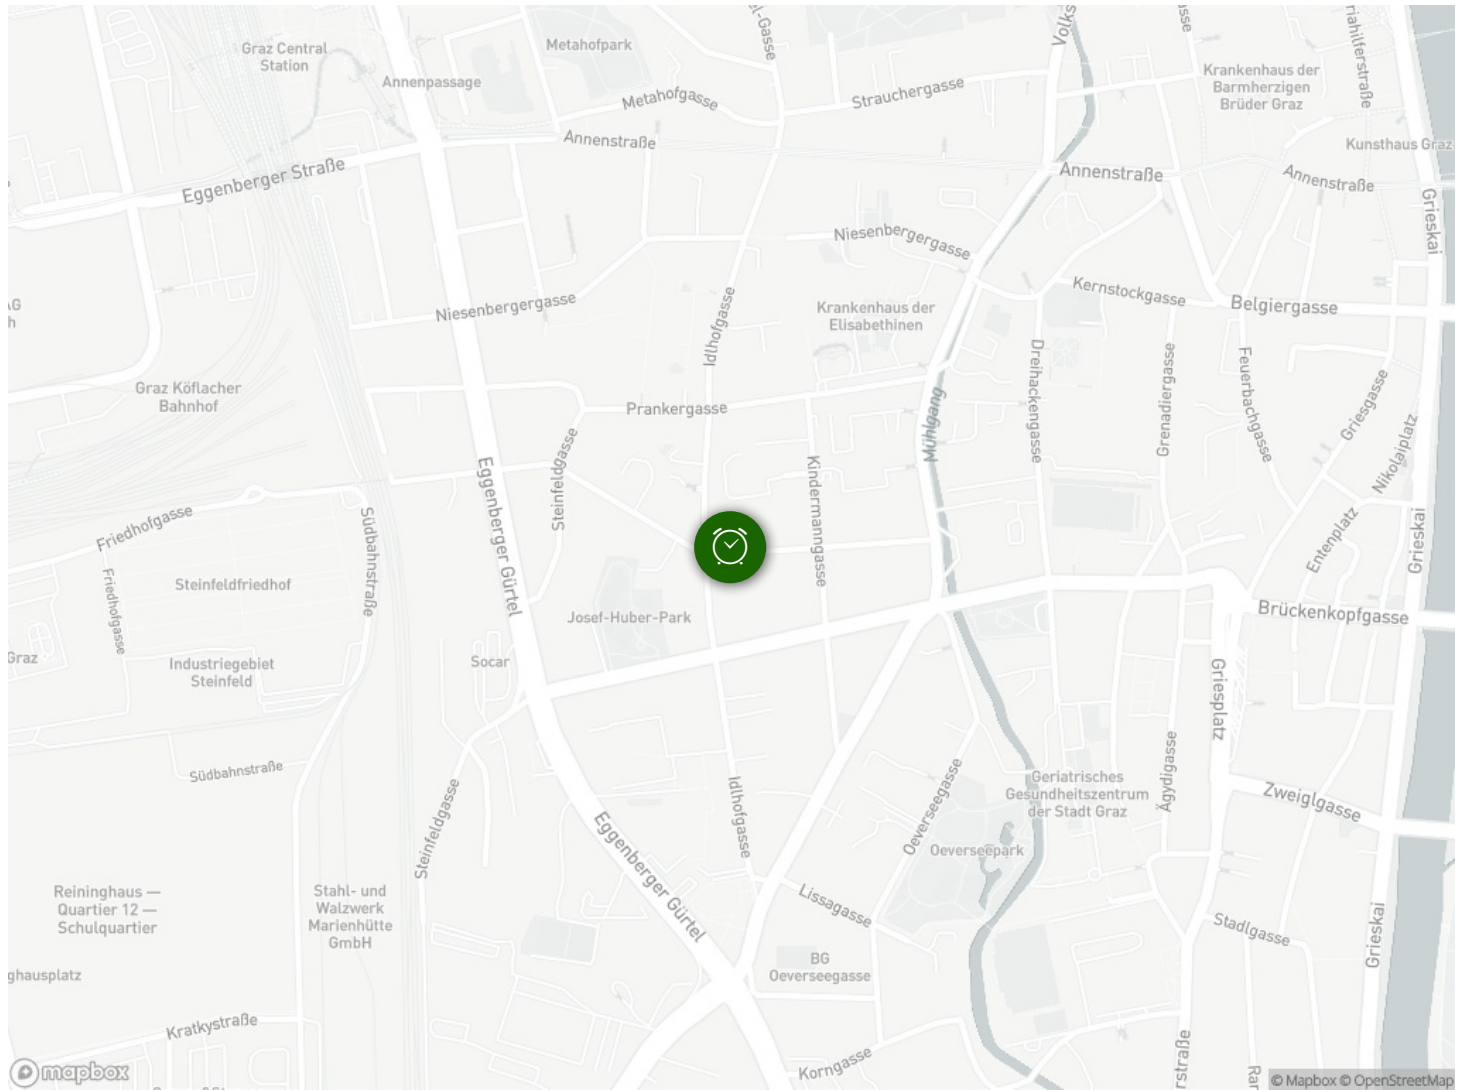 Graz Central
Station
Annenpassage
Metahofpark
Metahofgasse
Strauchergasse
Krankenhaus der
Barmherzigen
Brüder Graz
Kunsthaus Graz
Annenstraße
Annenstraße
Annenstraße
Eggenberger Straße
Grieskai
Niesenbergergasse
Niesenbergergasse
Kernstockgasse
Belgiergasse
Krankenhaus der
Elisabethinen
Idlhofgasse
Dreihackengasse
Grenadiergasse
Feuerbachgasse
Griesgasse
Nikolaiplatz
Graz Köflacher
Bahnhof
Prankergasse
Mühlgang
Kindermanngasse
Steinfeldgasse
Eggenberger Gürtel
Südbahnstraße
Friedhofgasse
Friedhofgasse
Steinfeldfriedhof
Entenplatz
Grieskai
Josef-Huber-Park
Brückenkopfgasse
Graz
Industriegebiet
Steinfeld
Socar
Griesplatz
Südbahnstraße
Steinfeldgasse
Idlhofgasse
Oeverseegasse
Geriatrisches
Gesundheitszentrum
der Stadt Graz
Ägydigasse
Zweiglgasse
Eggenberger Gürtel
Oeverseepark
Lissagasse
Reininghaus —
Quartier 12 —
Schulquartier
Stahl- und
Walzwerk
Marienhütte
GmbH
Stadlgasse
Grieskai
BG
Oeverseegasse
ghausplatz
Kratkystraße
Korngasse
rstraße
mapbox
© Mapbox © OpenStreetMap